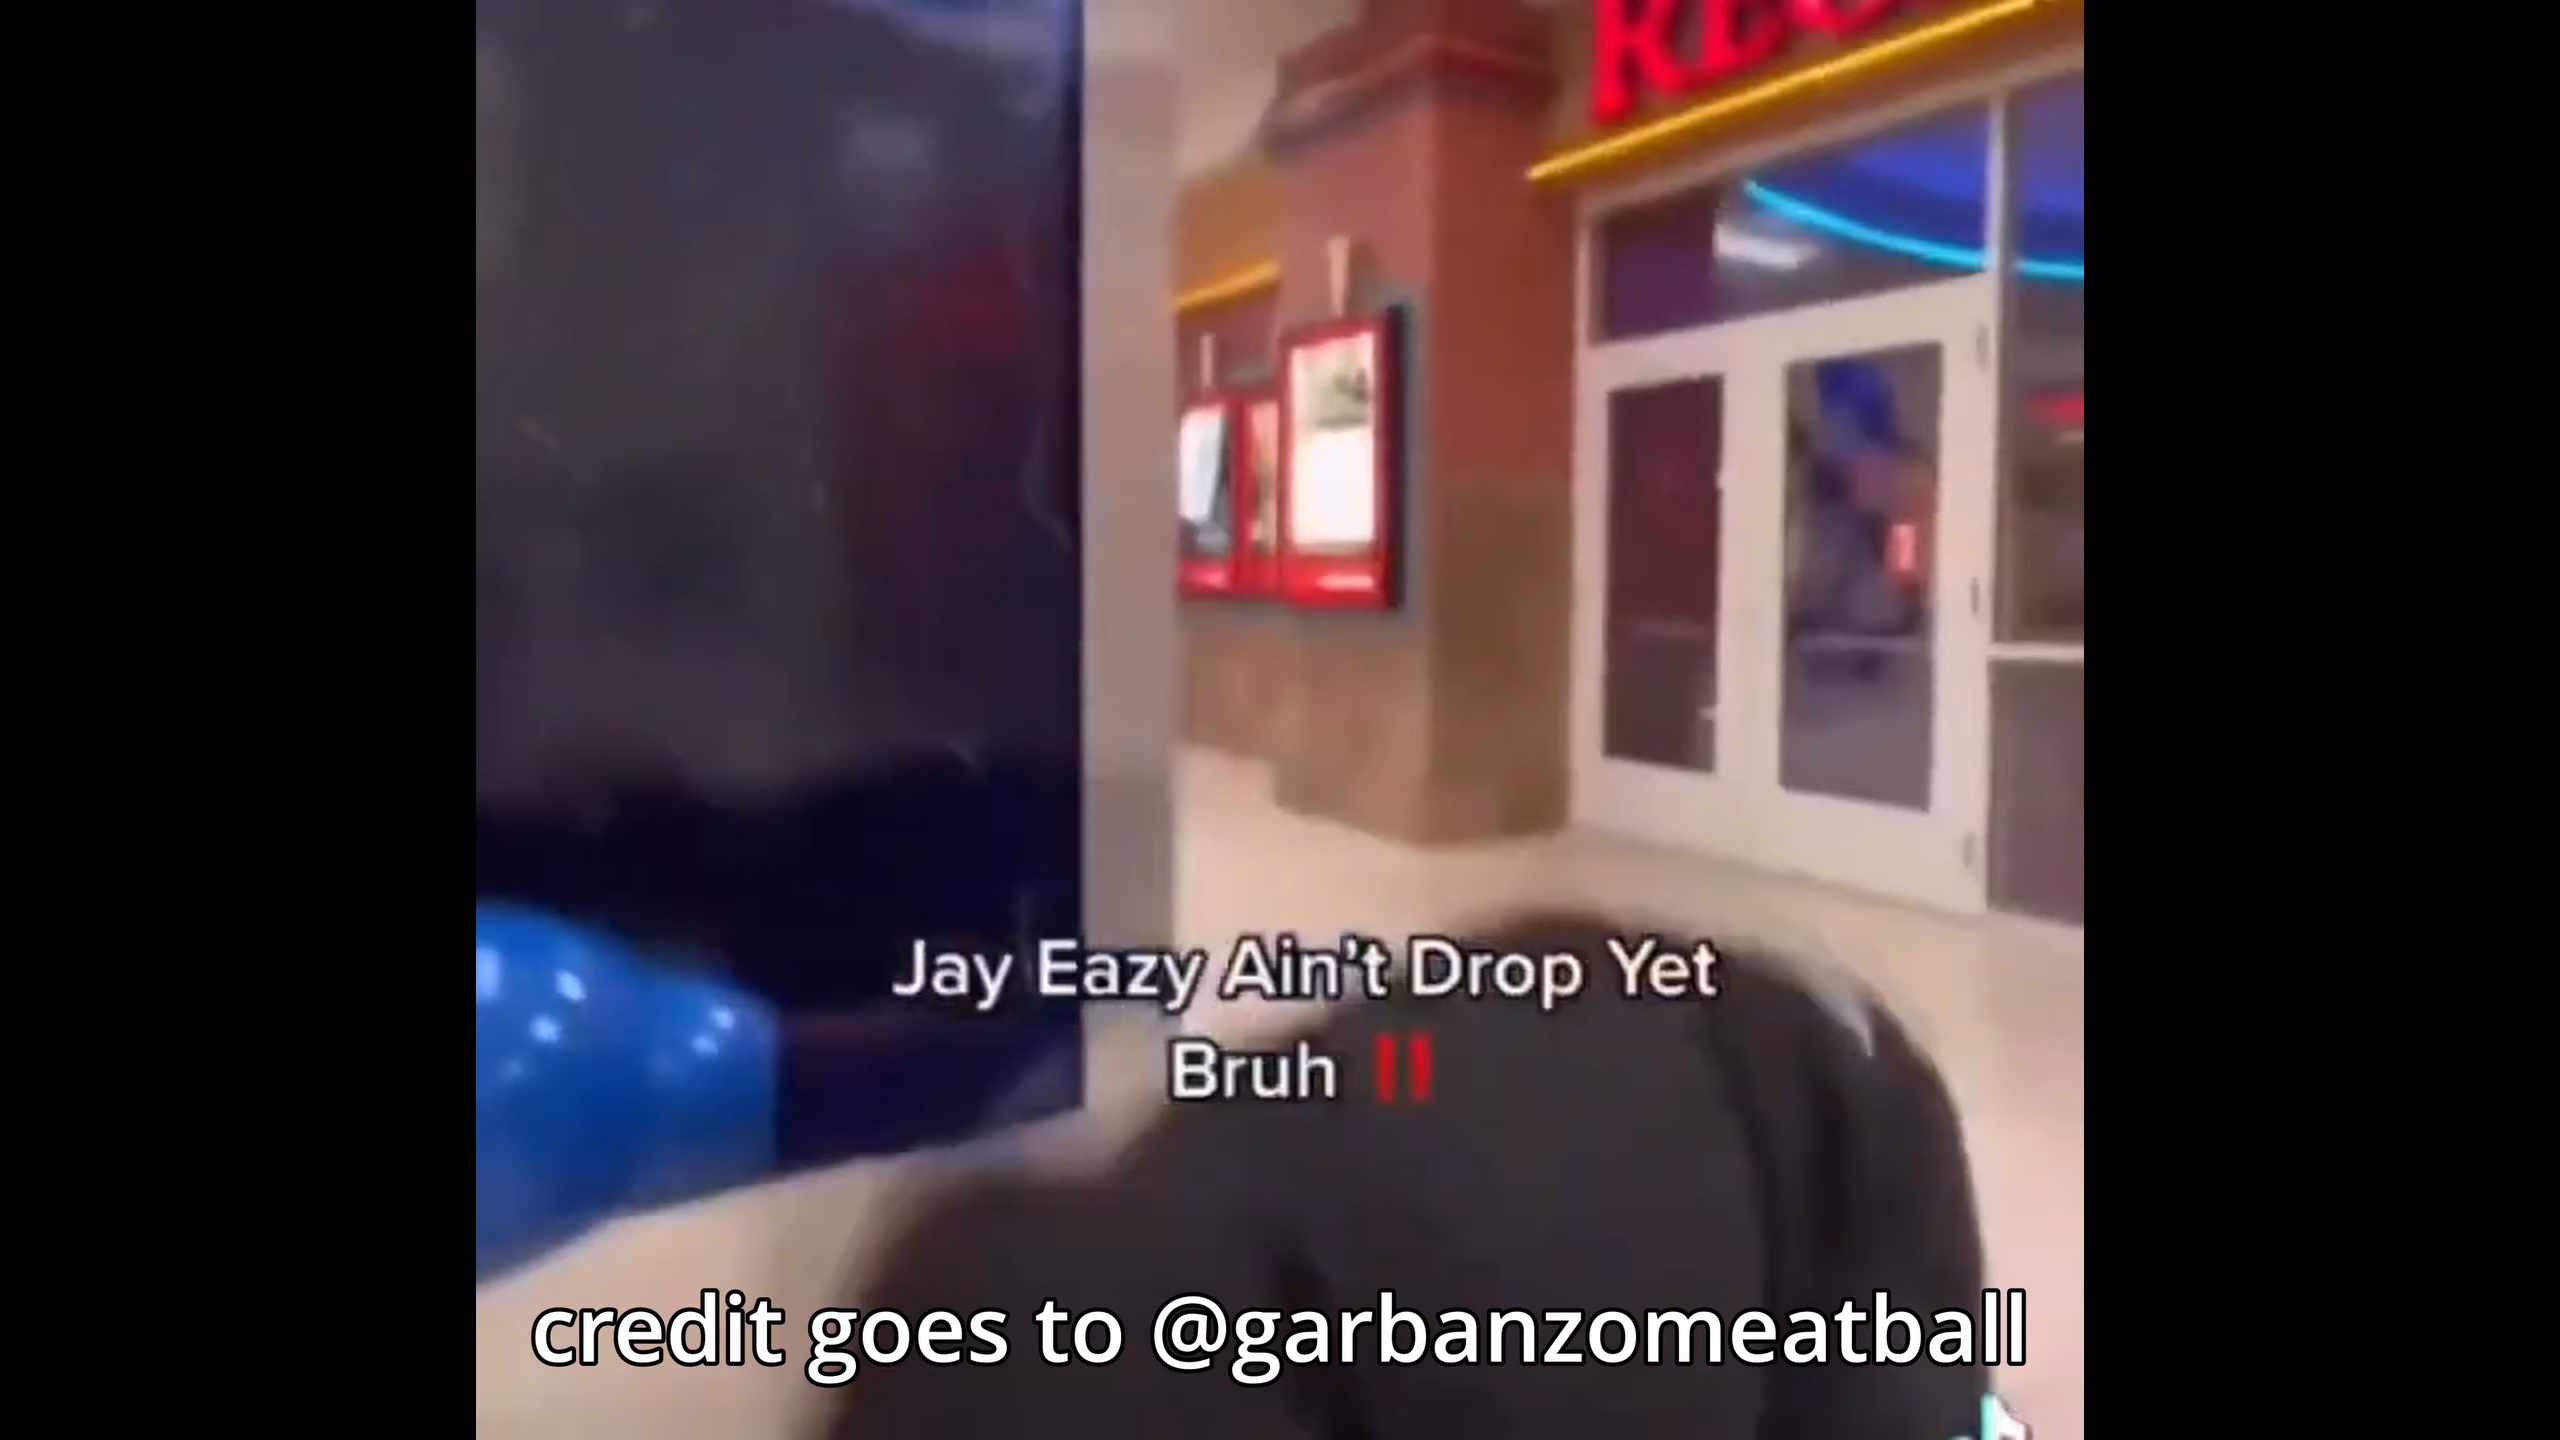 Jay Eazy Ain't Drop Yet
Bruh ‼️
credit goes to @garbanzomeatball